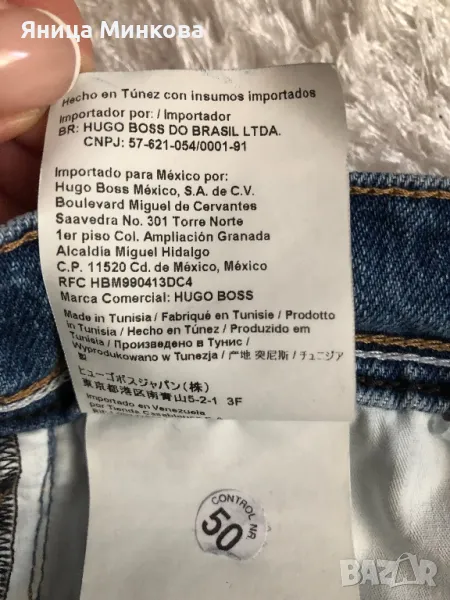 Яница Минкова
Hecho en Túnez con insumos importados
Importador por: / Importador
BR: HUGO BOSS DO BRASIL LTDA.
CNPJ: 57-621-054/0001-91
Importado para México por:
Hugo Boss México, S.A. de C.V.
Boulevard Miguel de Cervantes
Saavedra No. 301 Torre Norte
1er piso Col. Ampliación Granada
Alcaldía Miguel Hidalgo
C.P. 11520 Cd. de México, México
RFC HBM990413DC4
Marca Comercial: HUGO BOSS
Made in Tunisia / Fabriqué en Tunisie / Prodotto
in Tunisia / Hecho en Túnez / Produzido em
Tunísia / Произведено в Тунис /
Wyprodukowano w Tunezja / 产地 突尼斯 / チュニジア
製
ヒューゴボスジャパン(株)
東京都港区南青山5-2-1 3F
Importado en Venezuela
por Tienda
CONTROL NR
50
BAZAR